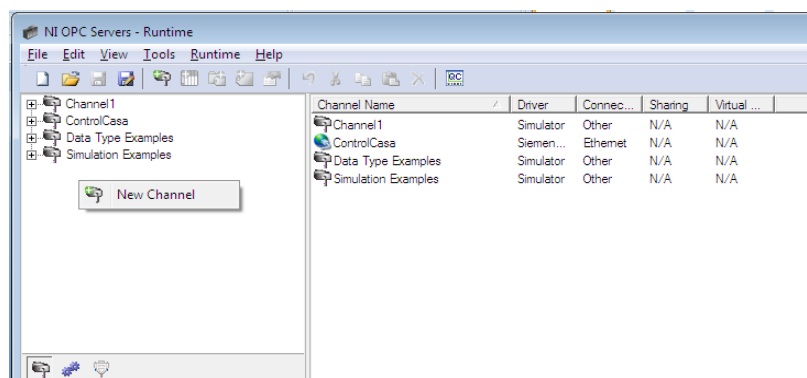 NI OPC Servers - Runtime
File Edit View Tools Runtime Help
QC
Channel1
ControlCasa
Data Type Examples
Simulation Examples
New Channel
Channel Name Driver Connec... Sharing Virtual ...
Channel1 Simulator Other N/A N/A
ControlCasa Siemen... Ethernet N/A N/A
Data Type Examples Simulator Other N/A N/A
Simulation Examples Simulator Other N/A N/A